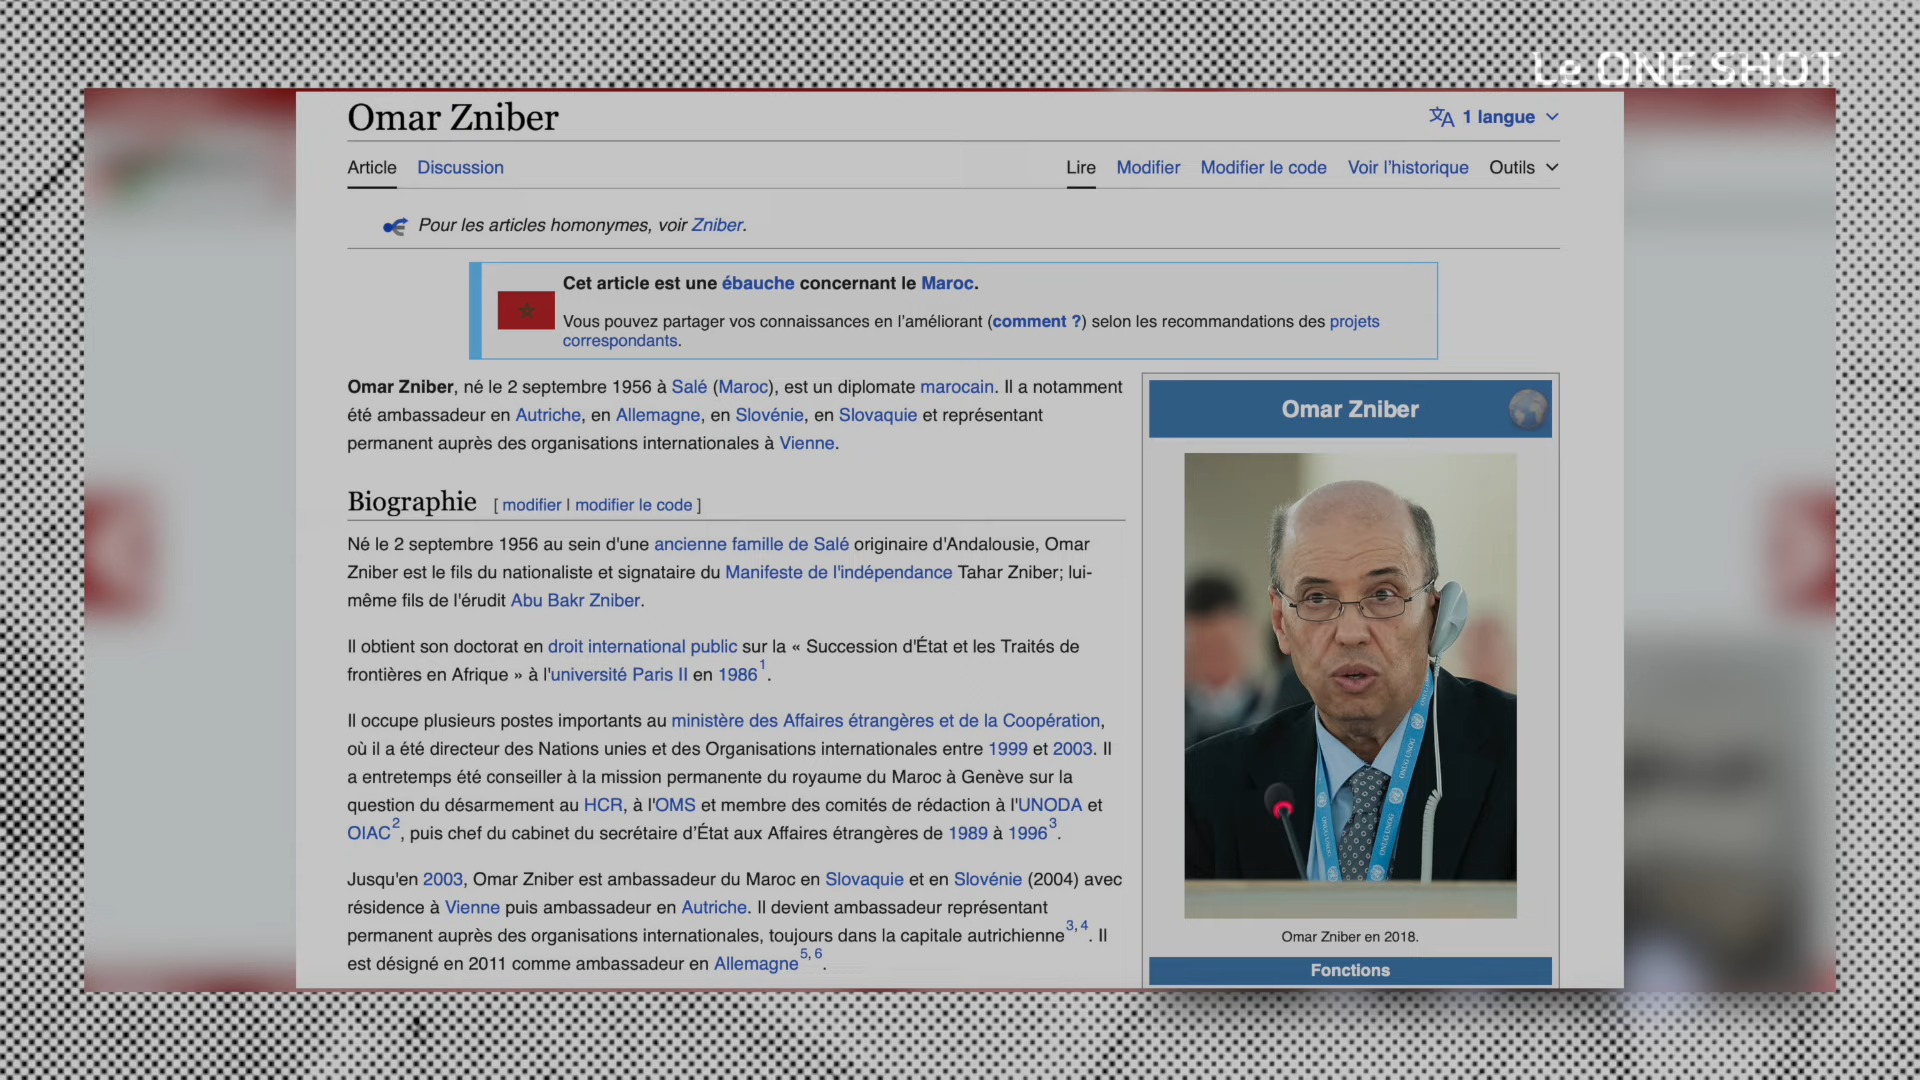 Le ONE SHOT
Omar Zniber
1 langue
Article Discussion
Lire Modifier Modifier le code Voir l'historique Outils
Pour les articles homonymes, voir Zniber.
Cet article est une ébauche concernant le Maroc.
Vous pouvez partager vos connaissances en l'améliorant (comment ?) selon les recommandations des projets
correspondants.
Omar Zniber, né le 2 septembre 1956 à Salé (Maroc), est un diplomate marocain. Il a notamment
été ambassadeur en Autriche, en Allemagne, en Slovénie, en Slovaquie et représentant
permanent auprès des organisations internationales à Vienne.
Biographie [ modifier | modifier le code ]
Né le 2 septembre 1956 au sein d'une ancienne famille de Salé originaire d'Andalousie, Omar
Zniber est le fils du nationaliste et signataire du Manifeste de l'indépendance Tahar Zniber; lui-
même fils de l'érudit Abu Bakr Zniber.
Il obtient son doctorat en droit international public sur la « Succession d'État et les Traités de
frontières en Afrique » à l'université Paris II en 1986 1.
Il occupe plusieurs postes importants au ministère des Affaires étrangères et de la Coopération,
où il a été directeur des Nations unies et des Organisations internationales entre 1999 et 2003. Il
a entretemps été conseiller à la mission permanente du royaume du Maroc à Genève sur la
question du désarmement au HCR, à l'OMS et membre des comités de rédaction à l'UNODA et
OIAC 2, puis chef du cabinet du secrétaire d'État aux Affaires étrangères de 1989 à 1996 3.
Jusqu'en 2003, Omar Zniber est ambassadeur du Maroc en Slovaquie et en Slovénie (2004) avec
résidence à Vienne puis ambassadeur en Autriche. Il devient ambassadeur représentant
permanent auprès des organisations internationales, toujours dans la capitale autrichienne 3, 4. Il
est désigné en 2011 comme ambassadeur en Allemagne 5, 6.
Omar Zniber
ONUG UNOG
Omar Zniber en 2018.
Fonctions